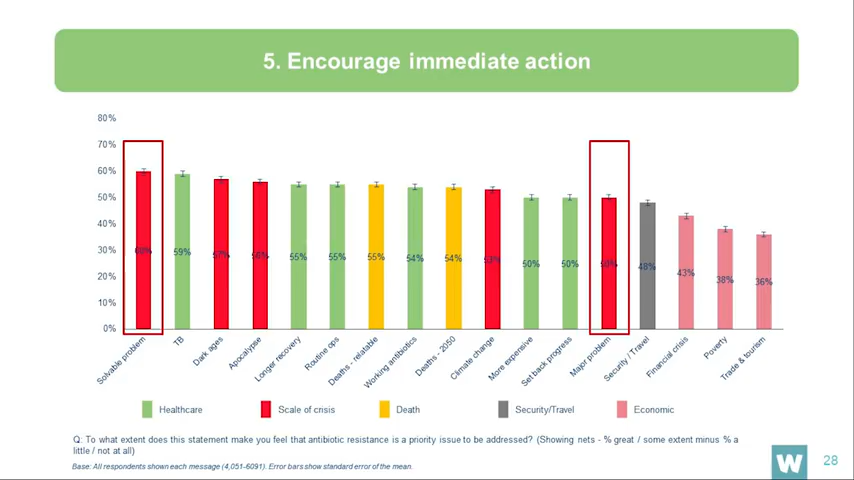 5. Encourage immediate action
80%
70%
60%
50%
40%
30%
20%
10%
0%
60%
59%
57%
56%
55%
55%
55%
54%
54%
53%
50%
50%
50%
48%
43%
38%
36%
Solvable problem
TB
Dark ages
Apocalypse
Longer recovery
Routine ops
Deaths - relatable
Working antibiotics
Deaths - 2050
Climate change
More expensive
Set back progress
Major problem
Security / Travel
Financial crisis
Poverty
Trade & tourism
Healthcare
Scale of crisis
Death
Security/Travel
Economic
Q: To what extent does this statement make you feel that antibiotic resistance is a priority issue to be addressed? (Showing nets - % great / some extent minus % a
little / not at all)
Base: All respondents shown each message (4,051-6091). Error bars show standard error of the mean.
W
28